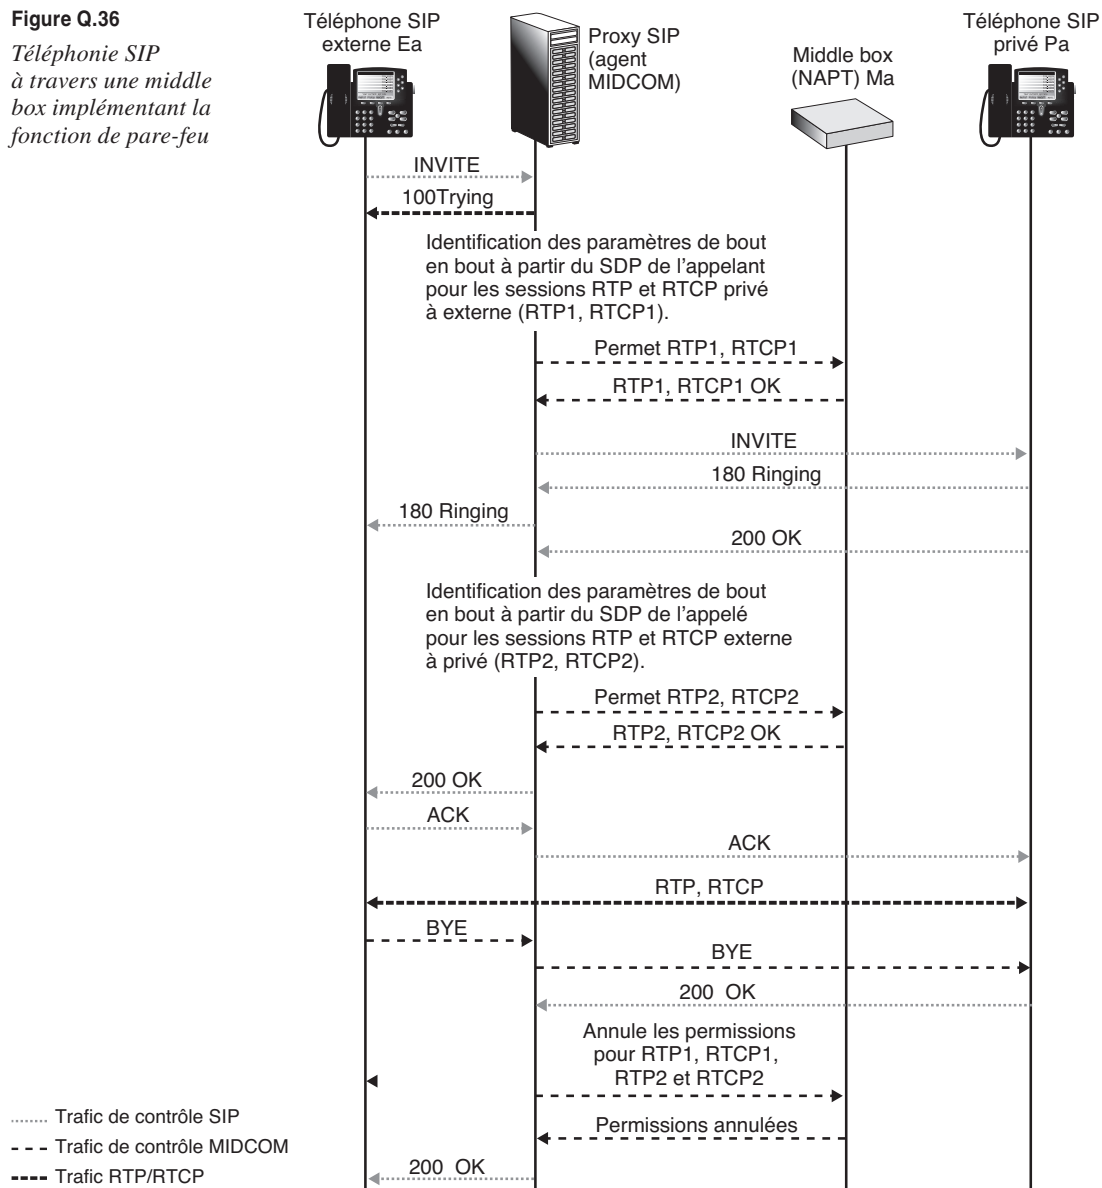 Figure Q.36
Téléphonie SIP
à travers une middle
box implémentant la
fonction de pare-feu
Téléphone SIP
externe Ea
Proxy SIP
(agent
MIDCOM)
Middle box
(NAPT) Ma
Téléphone SIP
privé Pa
INVITE
100Trying
Identification des paramètres de bout
en bout à partir du SDP de l'appelant
pour les sessions RTP et RTCP privé
à externe (RTP1, RTCP1).
Permet RTP1, RTCP1
RTP1, RTCP1 OK
INVITE
180 Ringing
180 Ringing
200 OK
Identification des paramètres de bout
en bout à partir du SDP de l'appelé
pour les sessions RTP et RTCP externe
à privé (RTP2, RTCP2).
Permet RTP2, RTCP2
RTP2, RTCP2 OK
200 OK
ACK
ACK
RTP, RTCP
BYE
BYE
200 OK
Annule les permissions
pour RTP1, RTCP1,
RTP2 et RTCP2
Permissions annulées
200 OK
Trafic de contrôle SIP
Trafic de contrôle MIDCOM
Trafic RTP/RTCP